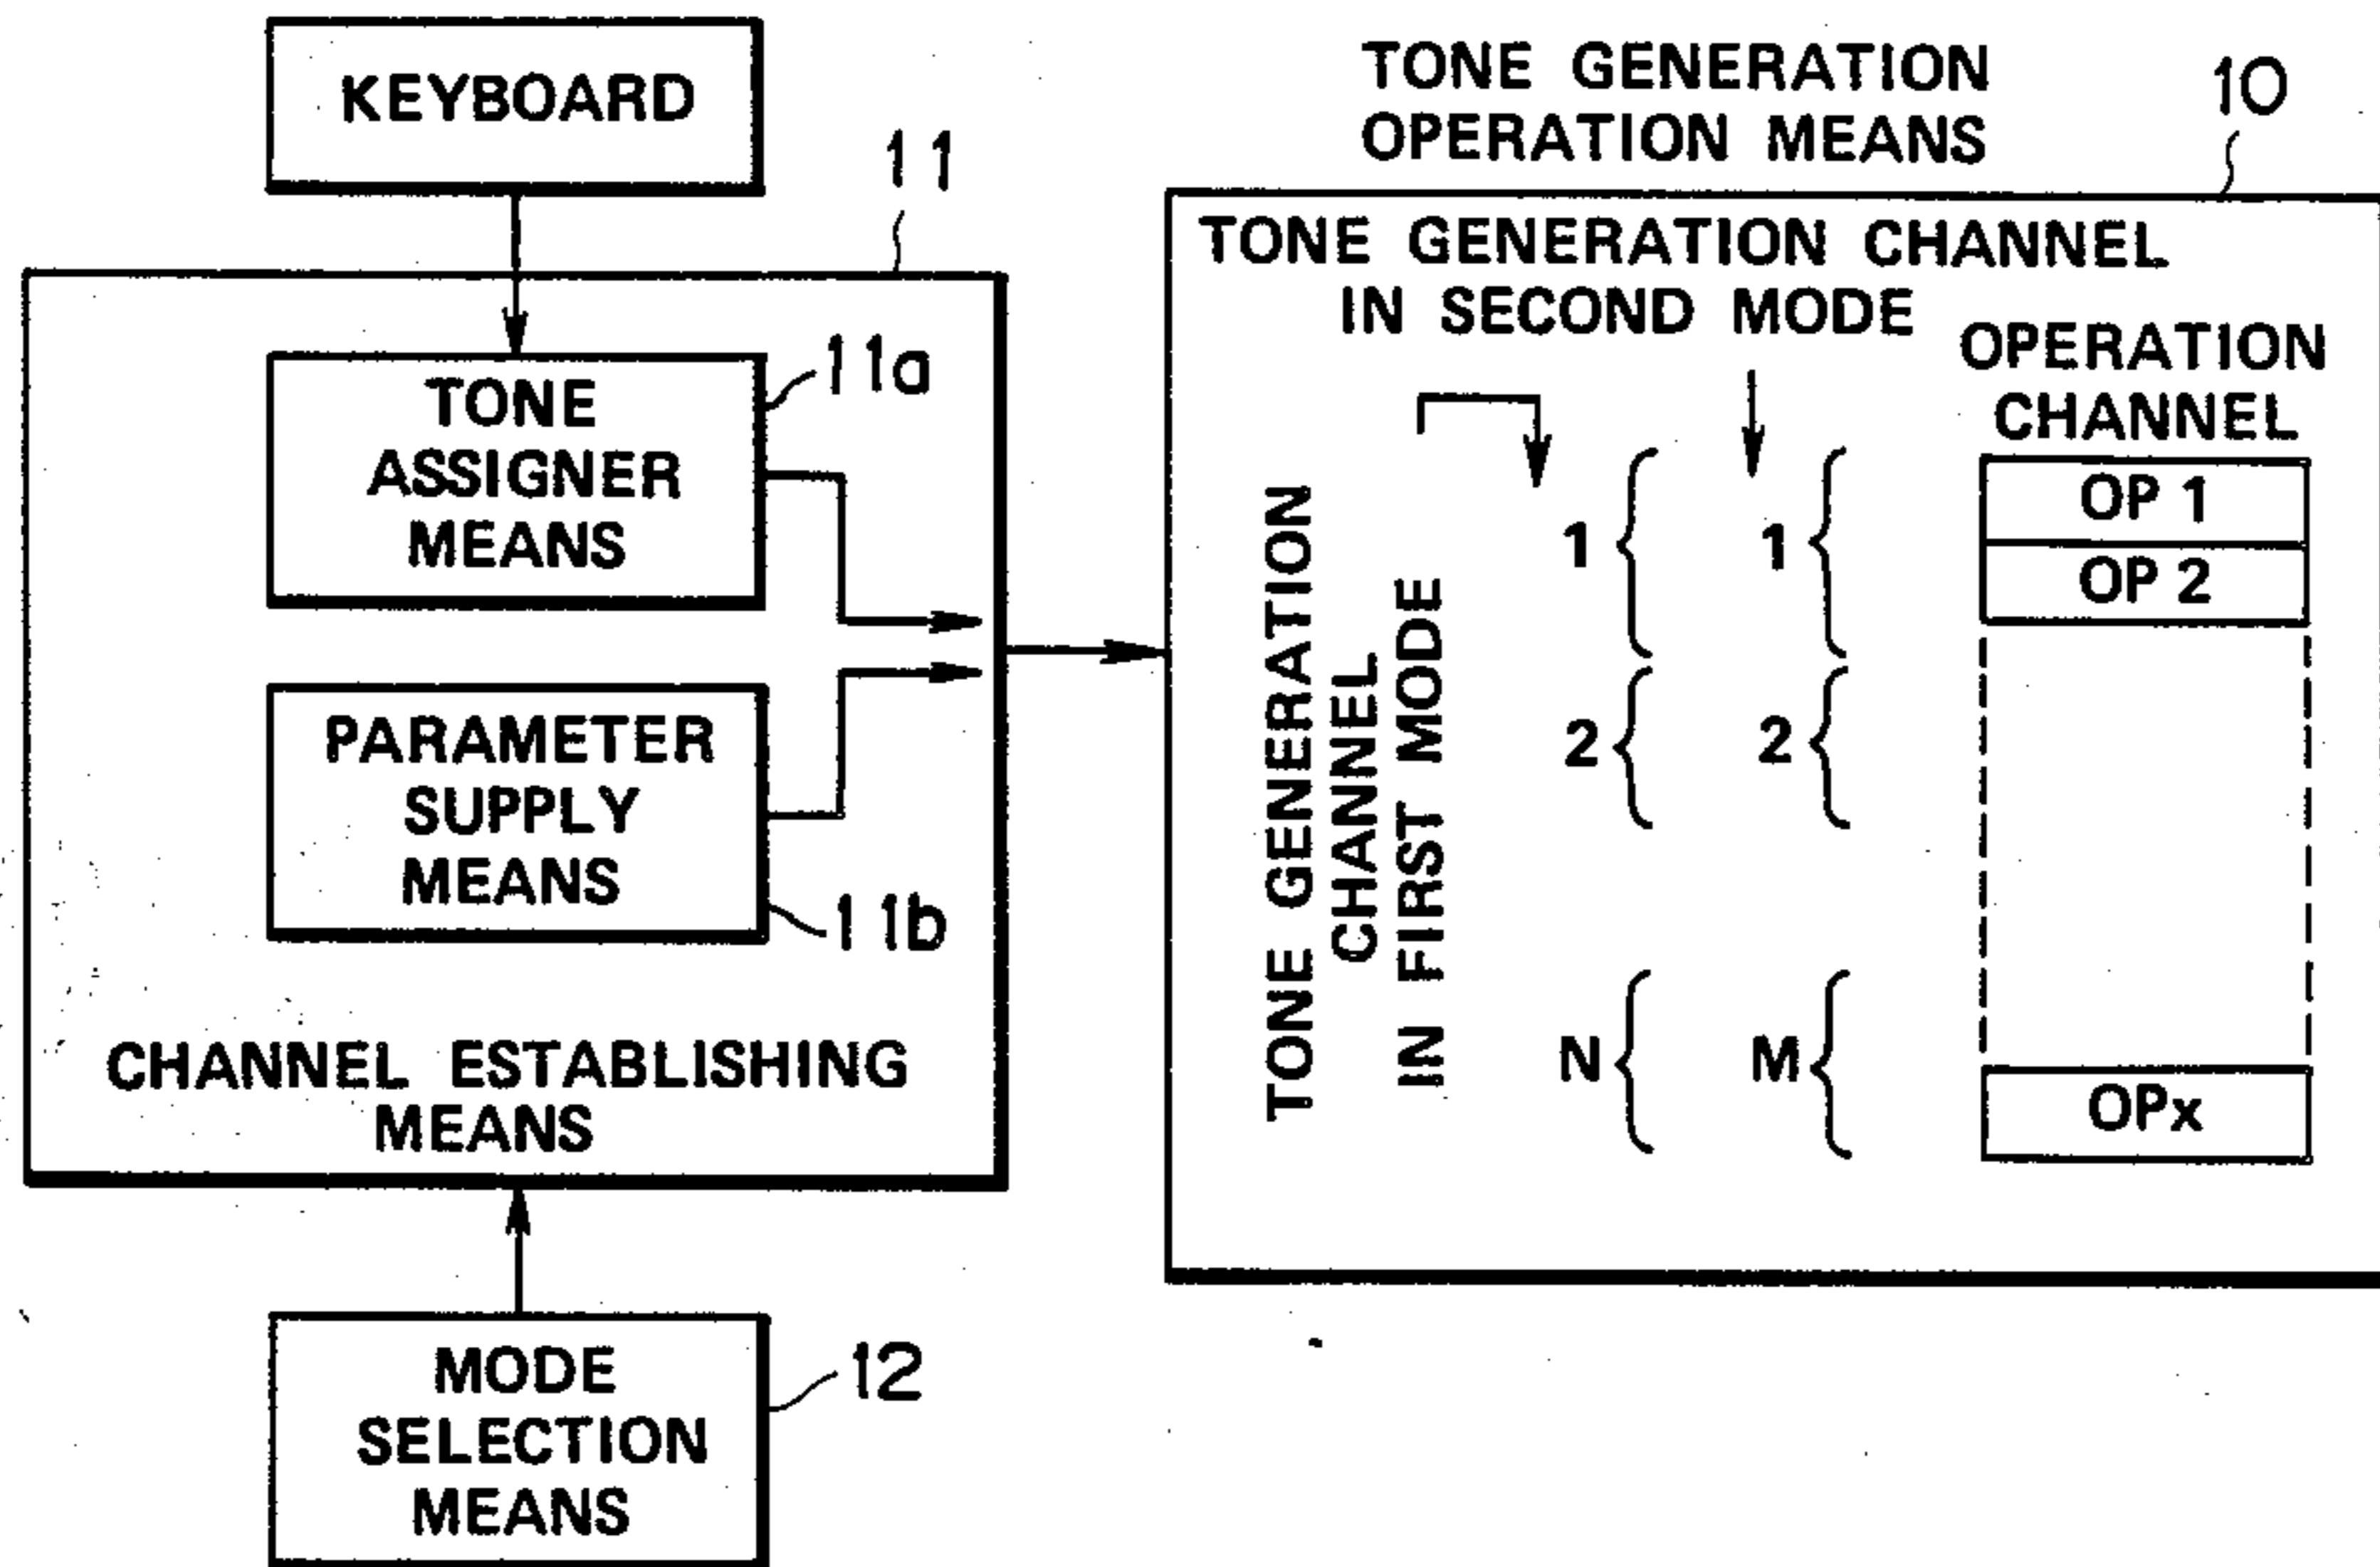 KEYBOARD
11
TONE
ASSIGNER
MEANS
11a
PARAMETER
SUPPLY
MEANS
11b
CHANNEL ESTABLISHING
MEANS
MODE
SELECTION
MEANS
12
TONE GENERATION
OPERATION MEANS
10
TONE GENERATION CHANNEL
IN SECOND MODE
OPERATION
CHANNEL
TONE GENERATION
CHANNEL
IN FIRST MODE
1 1
2 2
N M
OP 1
OP 2
OPx